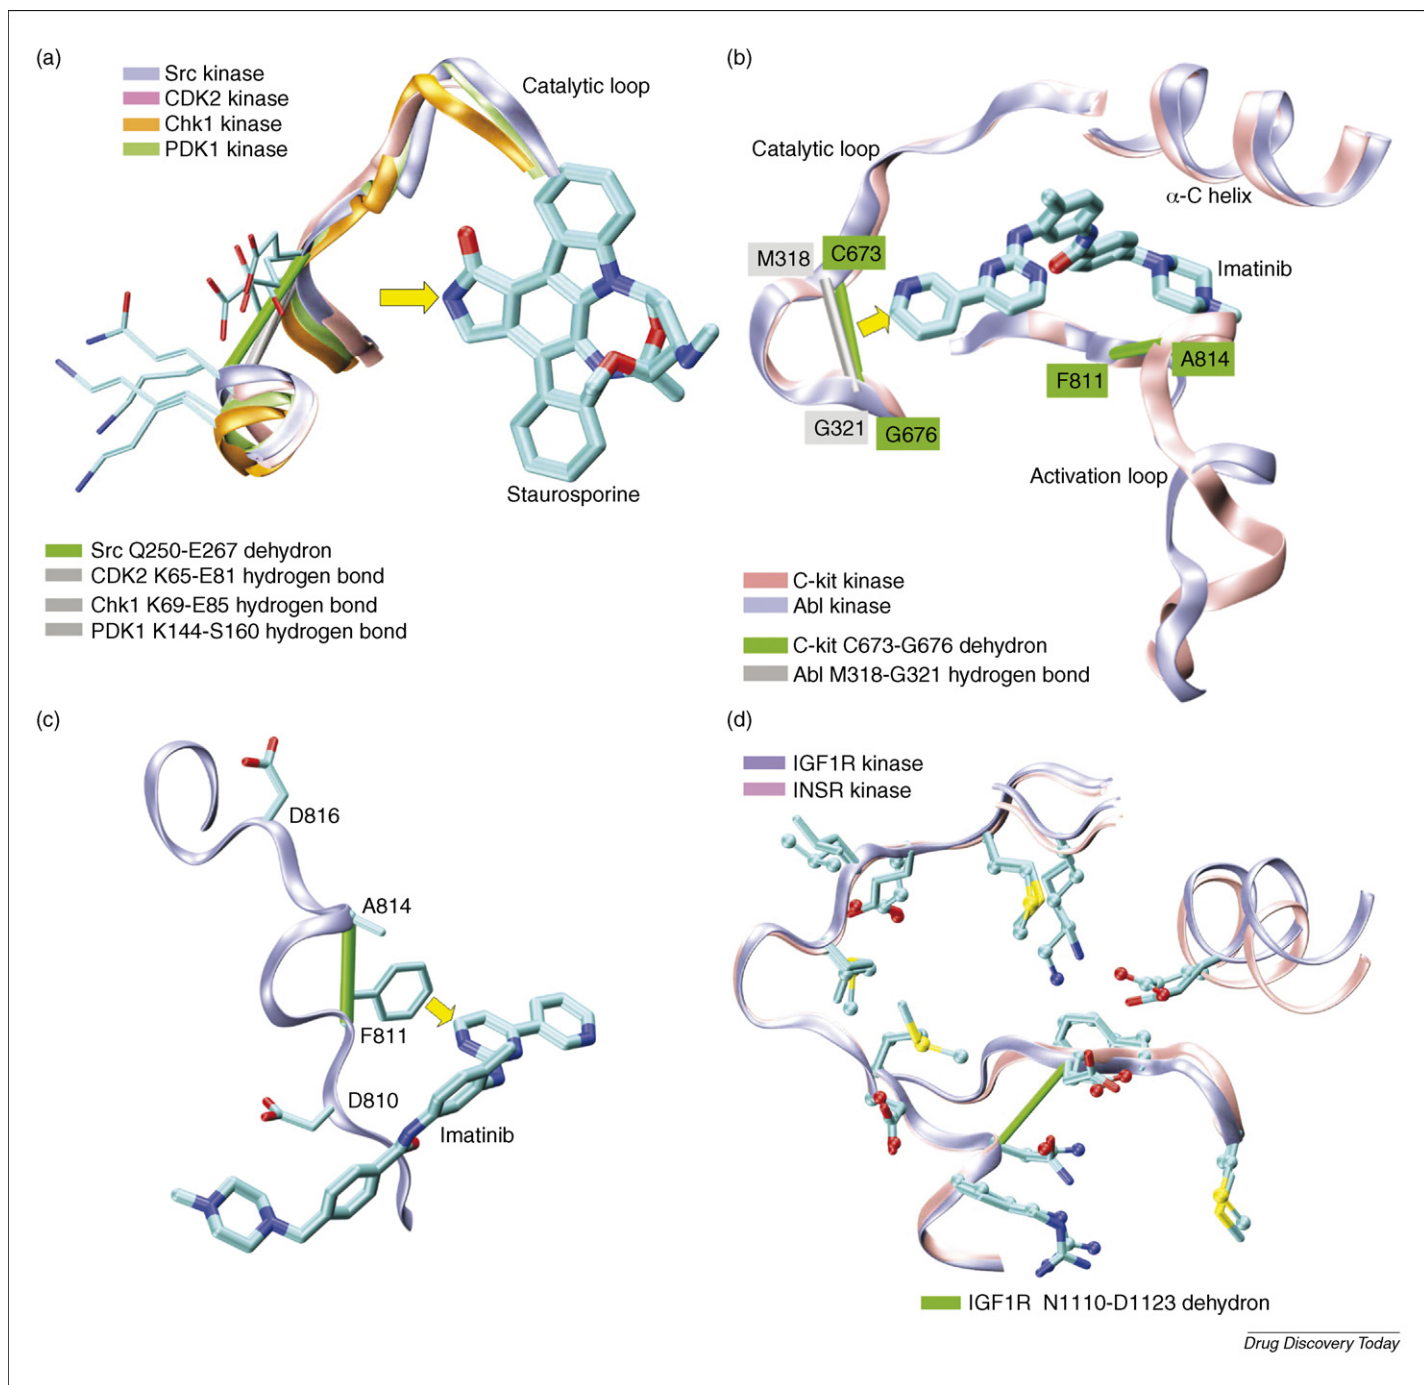 (a)
Src kinase
CDK2 kinase
Chk1 kinase
PDK1 kinase
Catalytic loop
Staurosporine
Src Q250-E267 dehydron
CDK2 K65-E81 hydrogen bond
Chk1 K69-E85 hydrogen bond
PDK1 K144-S160 hydrogen bond
(b)
Catalytic loop
α-C helix
M318
C673
Imatinib
F811
A814
G321
G676
Activation loop
C-kit kinase
Abl kinase
C-kit C673-G676 dehydron
Abl M318-G321 hydrogen bond
(c)
D816
A814
F811
D810
Imatinib
(d)
IGF1R kinase
INSR kinase
IGF1R N1110-D1123 dehydron
Drug Discovery Today